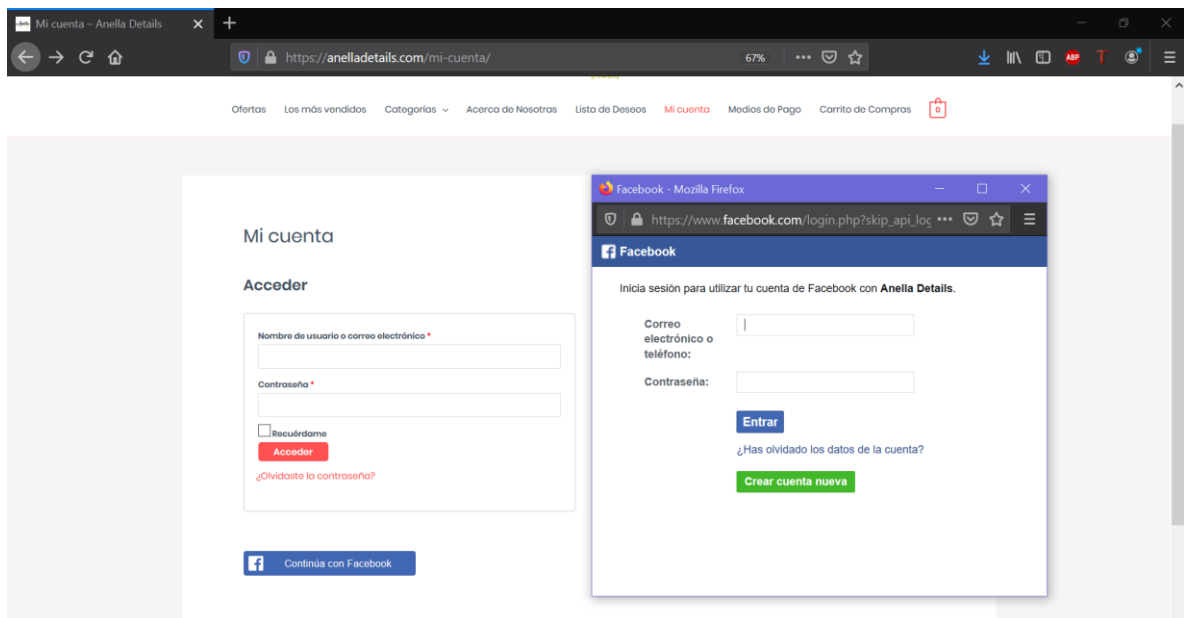 Mi cuenta – Anella Details
https://anelladetails.com/mi-cuenta/
67%
ABP
Ofertas Los más vendidos Categorías Acerca de Nosotras Lista de Deseos Mi cuenta Medios de Pago Carrito de Compras 0
Mi cuenta
Acceder
Nombre de usuario o correo electrónico *
Contraseña *
Recuérdame
Acceder
¿Olvidaste la contraseña?
Continúa con Facebook
Facebook - Mozilla Firefox
https://www.facebook.com/login.php?skip_api_log
Facebook
Inicia sesión para utilizar tu cuenta de Facebook con Anella Details.
Correo
electrónico o
teléfono:
Contraseña:
Entrar
¿Has olvidado los datos de la cuenta?
Crear cuenta nueva